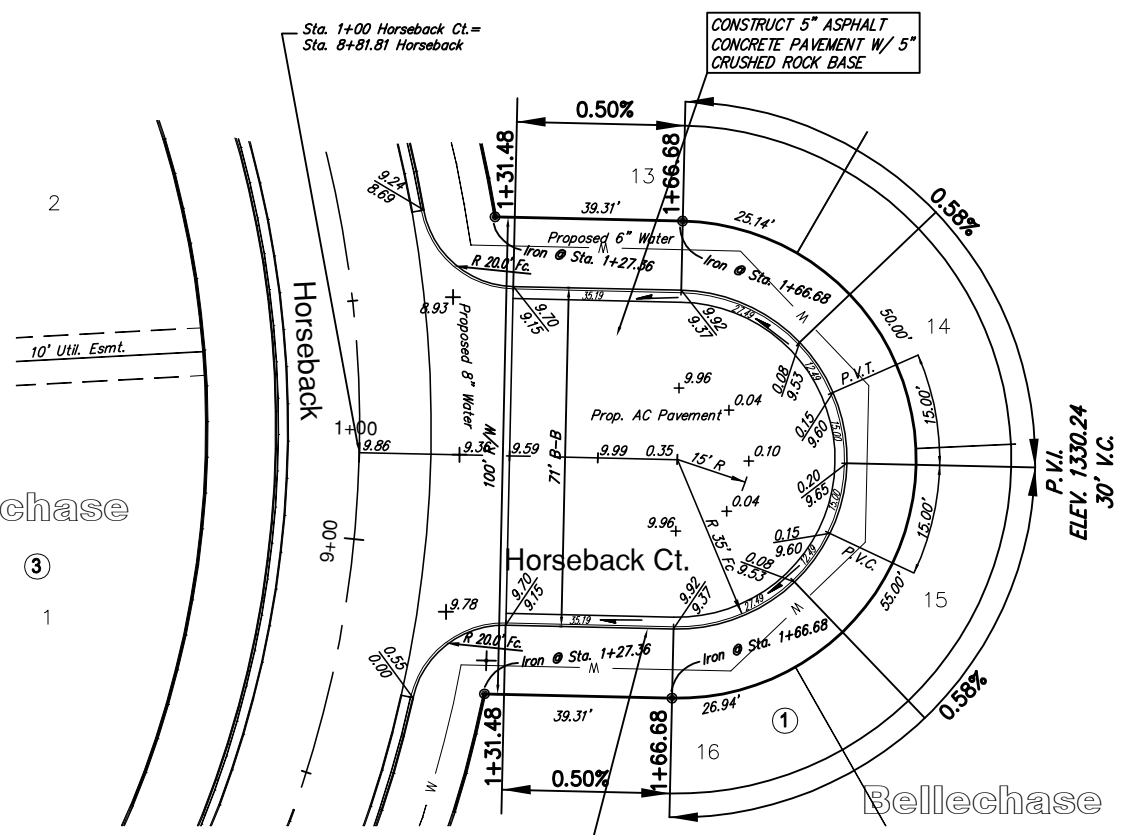 Sta. 1+00 Horseback Ct.=
Sta. 8+81.81 Horseback
CONSTRUCT 5" ASPHALT
CONCRETE PAVEMENT W/ 5"
CRUSHED ROCK BASE
0.50%
1+31.48
1+66.68
13
9.24
8.69
2
39.31'
25.14'
0.58%
Proposed 6" Water
W
Iron @ Sta. 1+27.36
Iron @ Sta. 1+66.68
R 20.0' Fc.
W
Horseback
8.93
Proposed 8" Water
35.19
9.70
9.15
9.92
9.37
27.49
50.00'
14
10' Util. Esmt.
12.49
0.08
9.53
P.V.T.
9.96
0.04
Prop. AC Pavement
0.15
9.60
15.00
15.00'
1+00
9.86
9.36
100' R/W
9.59
71' B-B
9.99
0.35
15' R
0.10
0.20
9.65
P.V.I.
ELEV. 1330.24
30' V.C.
chase
3
1
9+00
0.04
9.96
R 35' Fc
15.00
15.00'
0.15
9.60
P.V.C.
Horseback Ct.
0.08
9.53
12.49
55.00'
15
9.78
9.70
9.15
9.92
9.37
27.49
35.19
W
R 20.0' Fc.
0.55
0.00
Iron @ Sta. 1+27.36
Iron @ Sta. 1+66.68
W
39.31'
26.94'
1
0.58%
1+31.48
1+66.68
16
0.50%
W
Bellechase